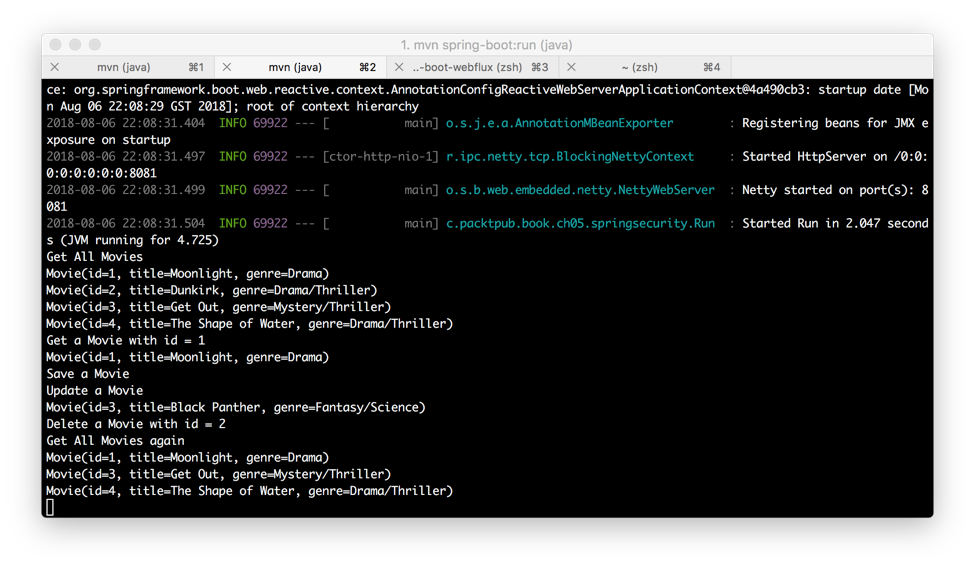 1. mvn spring-boot:run (java)
mvn (java) ⌘1 mvn (java) ⌘2 ..-boot-webflux (zsh) ⌘3 ~ (zsh) ⌘4
ce: org.springframework.boot.web.reactive.context.AnnotationConfigReactiveWebServerApplicationContext@4a490cb3: startup date [Mo
n Aug 06 22:08:29 GST 2018]; root of context hierarchy
2018-08-06 22:08:31.404  INFO 69922 --- [           main] o.s.j.e.a.AnnotationMBeanExporter        : Registering beans for JMX e
xposure on startup
2018-08-06 22:08:31.497  INFO 69922 --- [ctor-http-nio-1] r.ipc.netty.tcp.BlockingNettyContext     : Started HttpServer on /0:0:
0:0:0:0:0:0:8081
2018-08-06 22:08:31.499  INFO 69922 --- [           main] o.s.b.web.embedded.netty.NettyWebServer  : Netty started on port(s): 8
081
2018-08-06 22:08:31.504  INFO 69922 --- [           main] c.packtpub.book.ch05.springsecurity.Run  : Started Run in 2.047 second
s (JVM running for 4.725)
Get All Movies
Movie(id=1, title=Moonlight, genre=Drama)
Movie(id=2, title=Dunkirk, genre=Drama/Thriller)
Movie(id=3, title=Get Out, genre=Mystery/Thriller)
Movie(id=4, title=The Shape of Water, genre=Drama/Thriller)
Get a Movie with id = 1
Movie(id=1, title=Moonlight, genre=Drama)
Save a Movie
Update a Movie
Movie(id=3, title=Black Panther, genre=Fantasy/Science)
Delete a Movie with id = 2
Get All Movies again
Movie(id=1, title=Moonlight, genre=Drama)
Movie(id=3, title=Get Out, genre=Mystery/Thriller)
Movie(id=4, title=The Shape of Water, genre=Drama/Thriller)